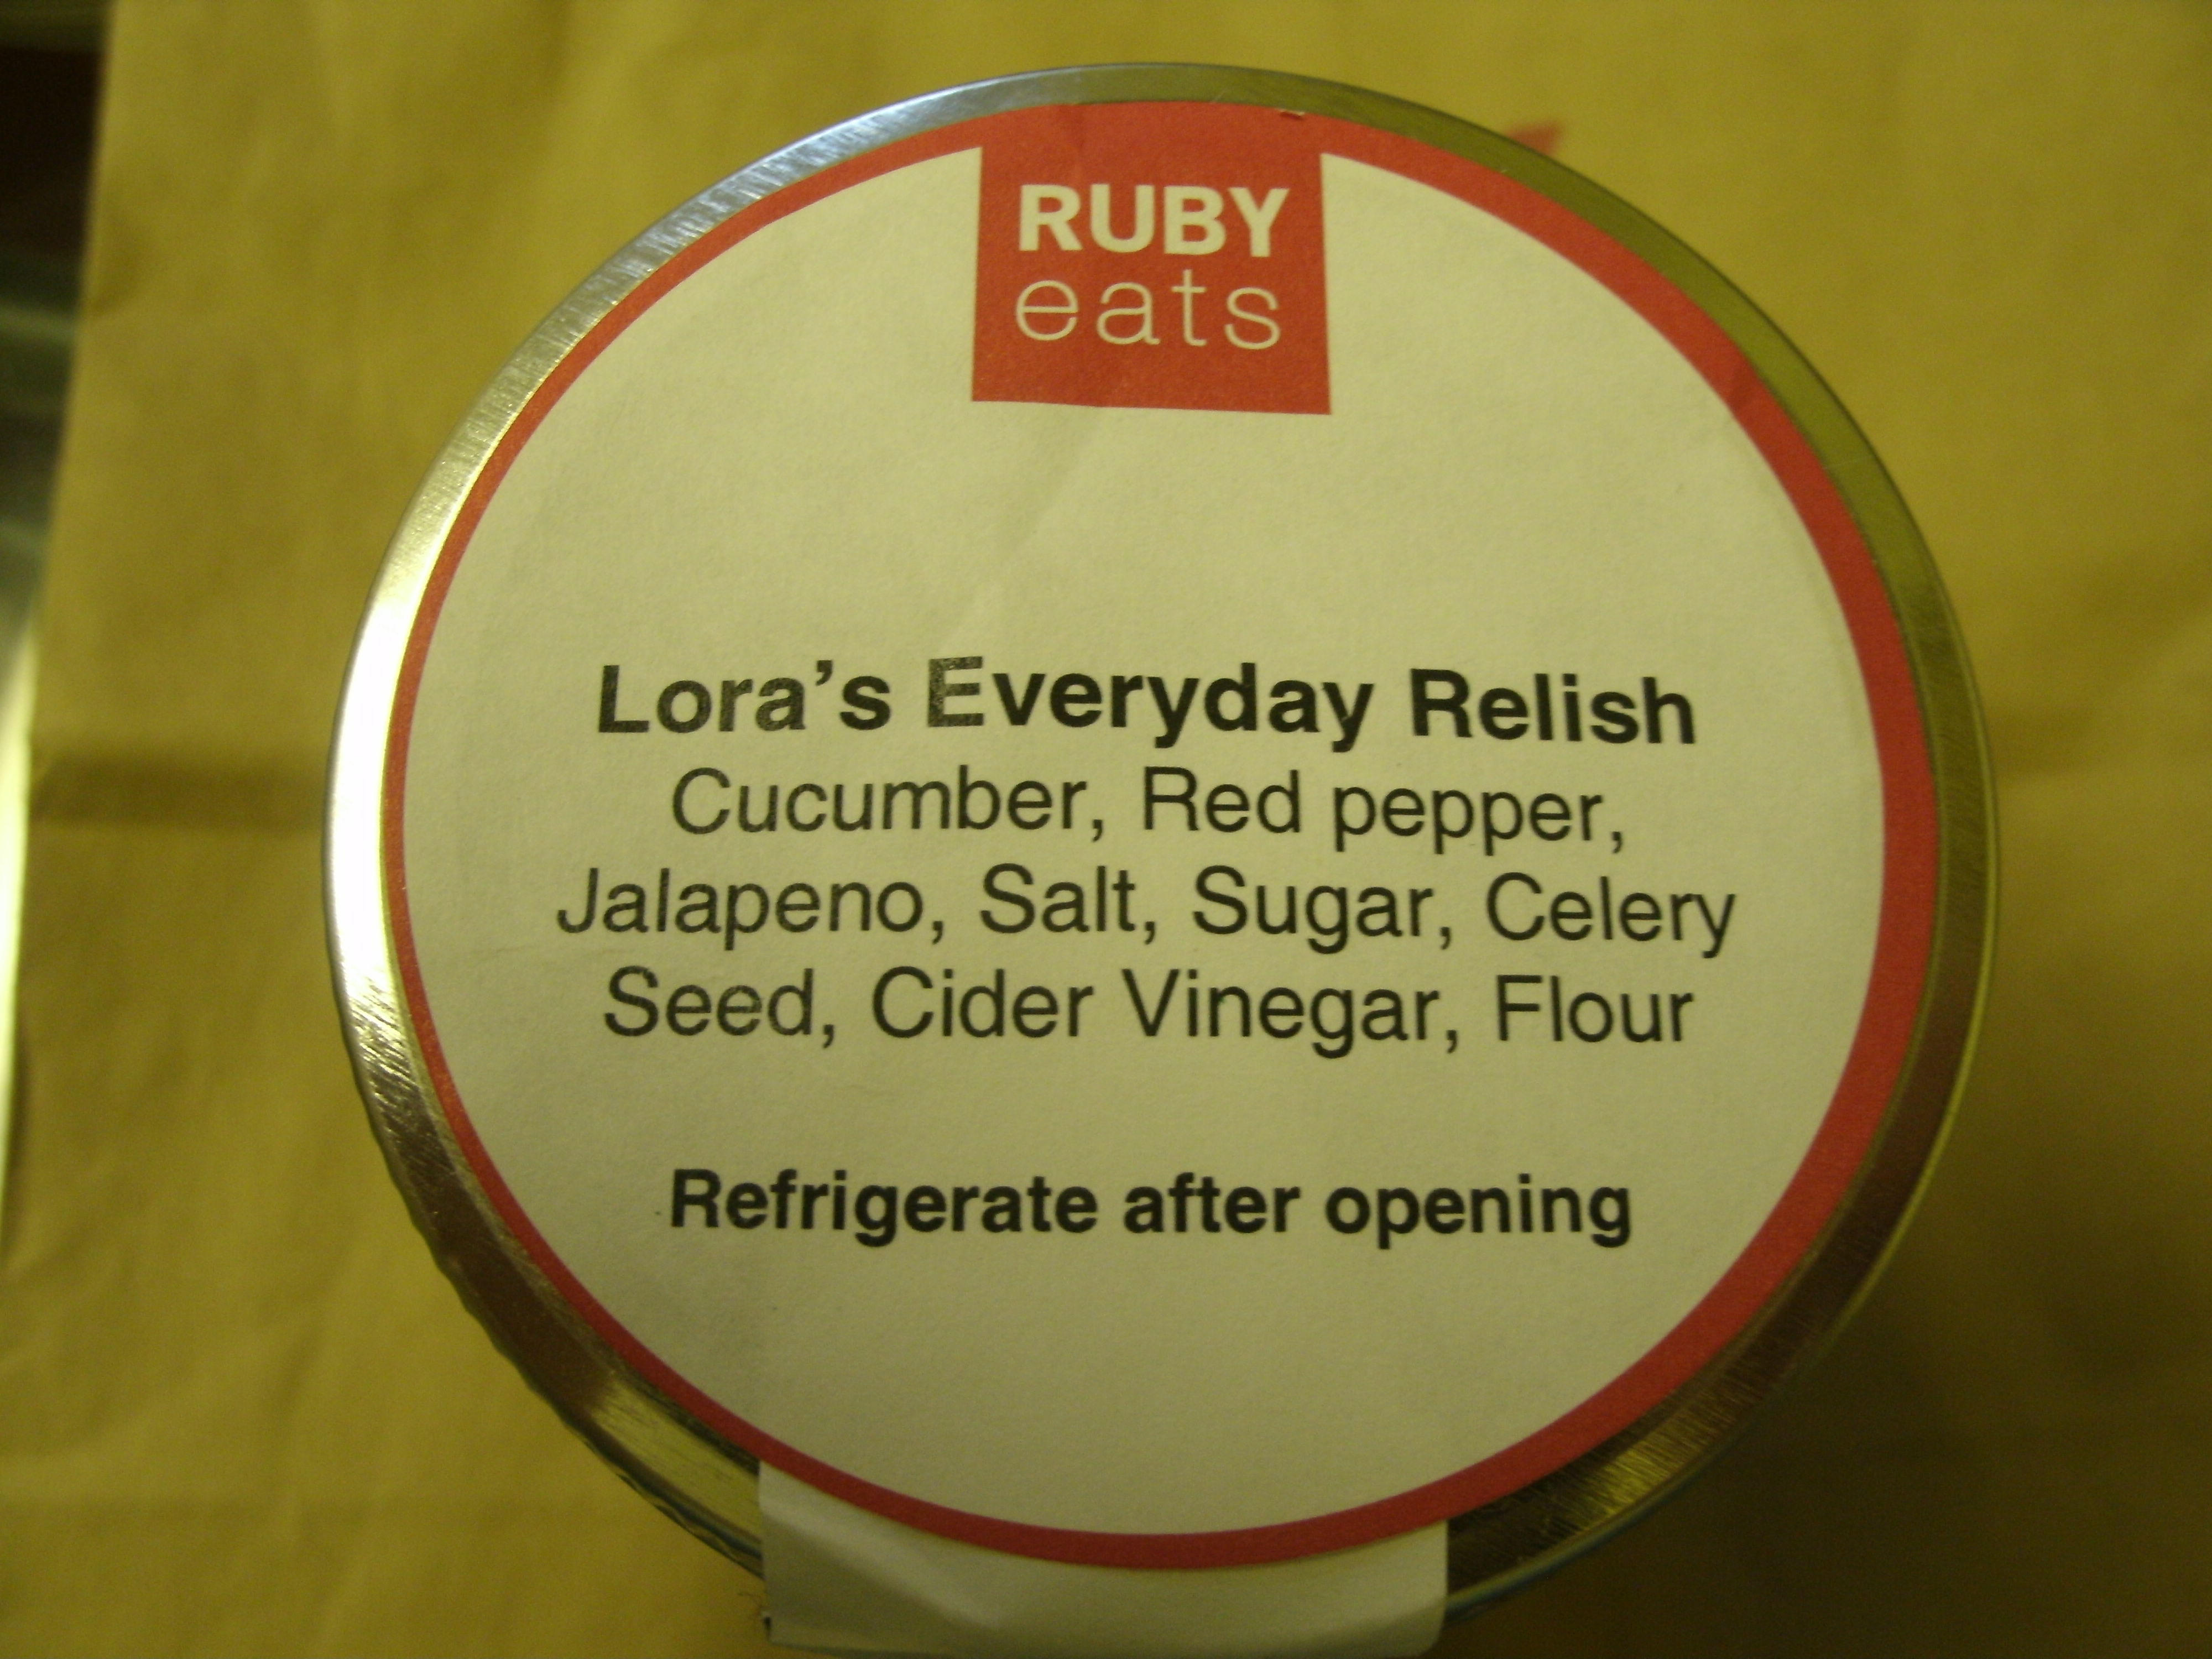 RUBY
eats
Lora's Everyday Relish
Cucumber, Red pepper,
Jalapeno, Salt, Sugar, Celery
Seed, Cider Vinegar, Flour
Refrigerate after opening